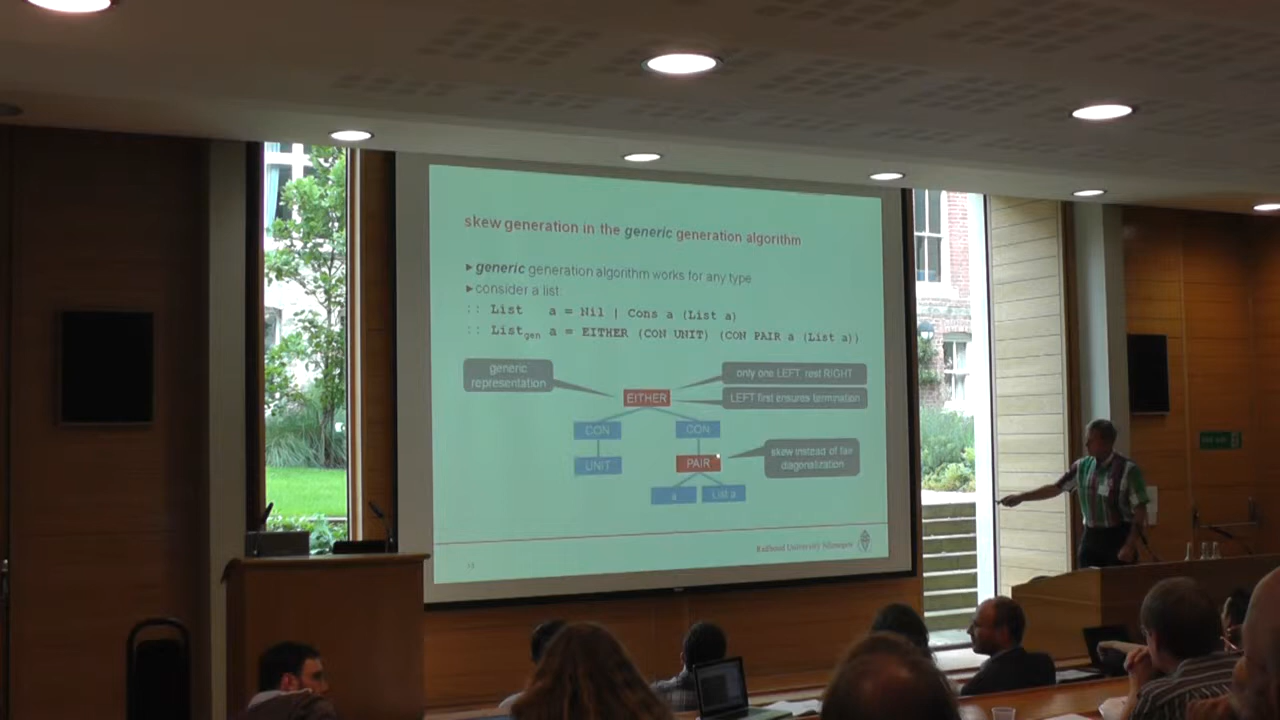 skew generation in the generic generation algorithm
▸generic generation algorithm works for any type
▸consider a list:
:: List a = Nil | Cons a (List a)
:: Listgen a = EITHER (CON UNIT) (CON PAIR a (List a))
generic
representation
only one LEFT, rest RIGHT
EITHER
LEFT first ensures termination
CON
CON
UNIT
PAIR
skew instead of fair
diagonalization
a
List a
Radboud University Nijmegen